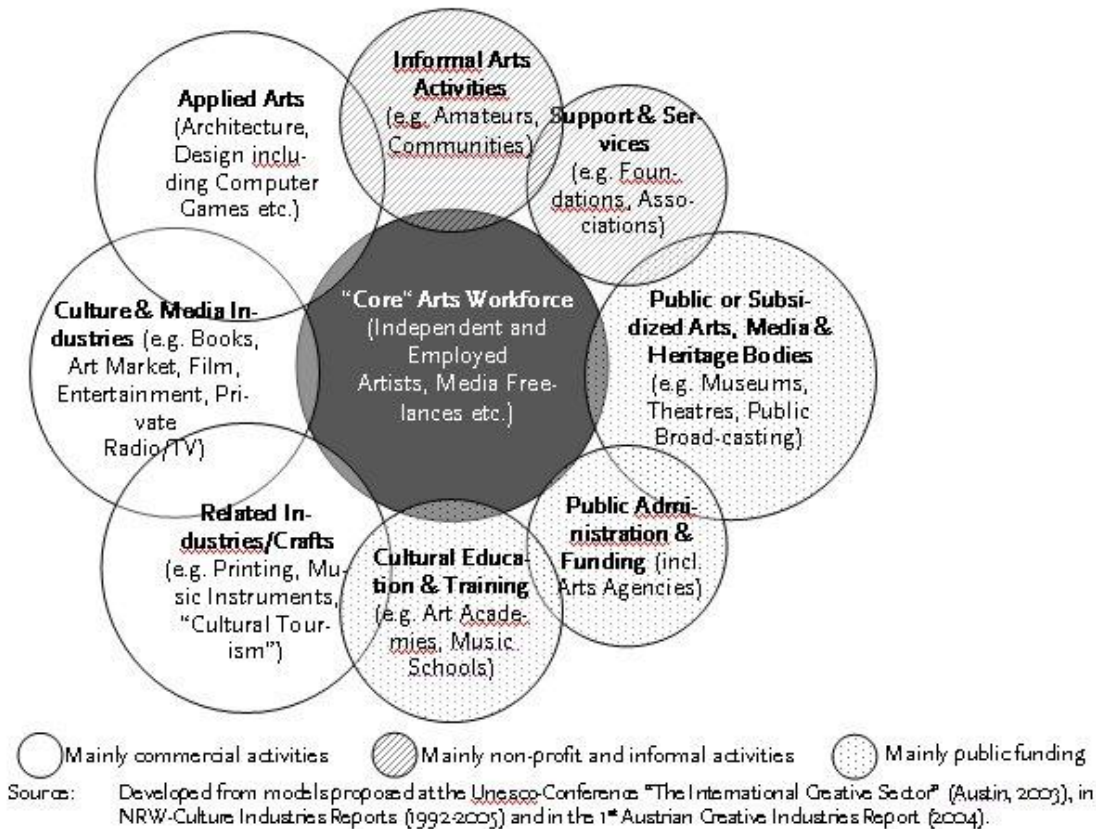 Informal Arts
Activities
(e.g. Amateurs,
Communities)
Applied Arts
(Architecture,
Design inclu-
ding Computer
Games etc.)
Support & Ser-
vices
(e.g. Foun-
dations, Asso-
ciations)
"Core" Arts Workforce
(Independent and
Employed
Artists, Media Free-
lances etc.)
Culture & Media In-
dustries (e.g. Books,
Art Market, Film,
Entertainment, Pri-
vate
Radio/TV)
Public or Subsi-
dized Arts, Media &
Heritage Bodies
(e.g. Museums,
Theatres, Public
Broad-casting)
Related In-
dustries/Crafts
(e.g. Printing, Mu-
sic Instruments,
"Cultural Tour-
ism")
Cultural Educa-
tion & Training
(e.g. Art Acade-
mies, Music
Schools)
Public Admi-
nistration &
Funding (incl.
Arts Agencies)
Mainly commercial activities
Mainly non-profit and informal activities
Mainly public funding
Sources: Developed from models proposed at the Unesco-Conference "The International Creative Sector" (Austin, 2003), in
NRW-Culture Industries Reports (1992-2005) and in the 1st Austrian Creative Industries Report (2004).